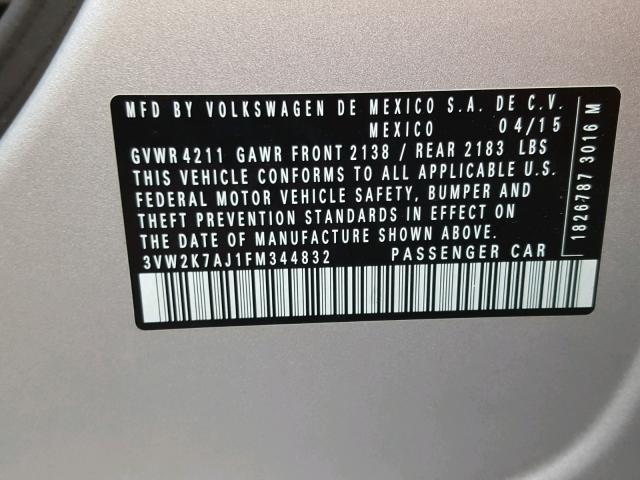 MFD BY VOLKSWAGEN DE MEXICO S.A. DE C.V.
MEXICO 04/15
GVWR 4211 GAWR FRONT 2138 / REAR 2183 LBS
THIS VEHICLE CONFORMS TO ALL APPLICABLE U.S.
FEDERAL MOTOR VEHICLE SAFETY, BUMPER AND
THEFT PREVENTION STANDARDS IN EFFECT ON
THE DATE OF MANUFACTURE SHOWN ABOVE.
3VW2K7AJ1FM344832 PASSENGER CAR
1826787 3016 M